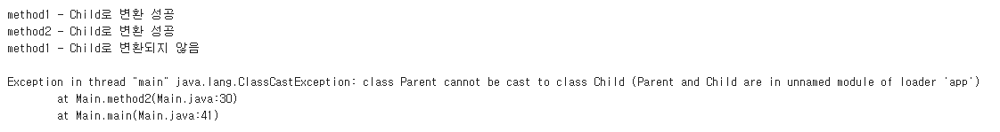 method1 - Child로 변환 성공
method2 - Child로 변환 성공
method1 - Child로 변환되지 않음
Exception in thread "main" java.lang.ClassCastException: class Parent cannot be cast to class Child (Parent and Child are in unnamed module of loader 'app')
at Main.method2(Main.java:30)
at Main.main(Main.java:41)